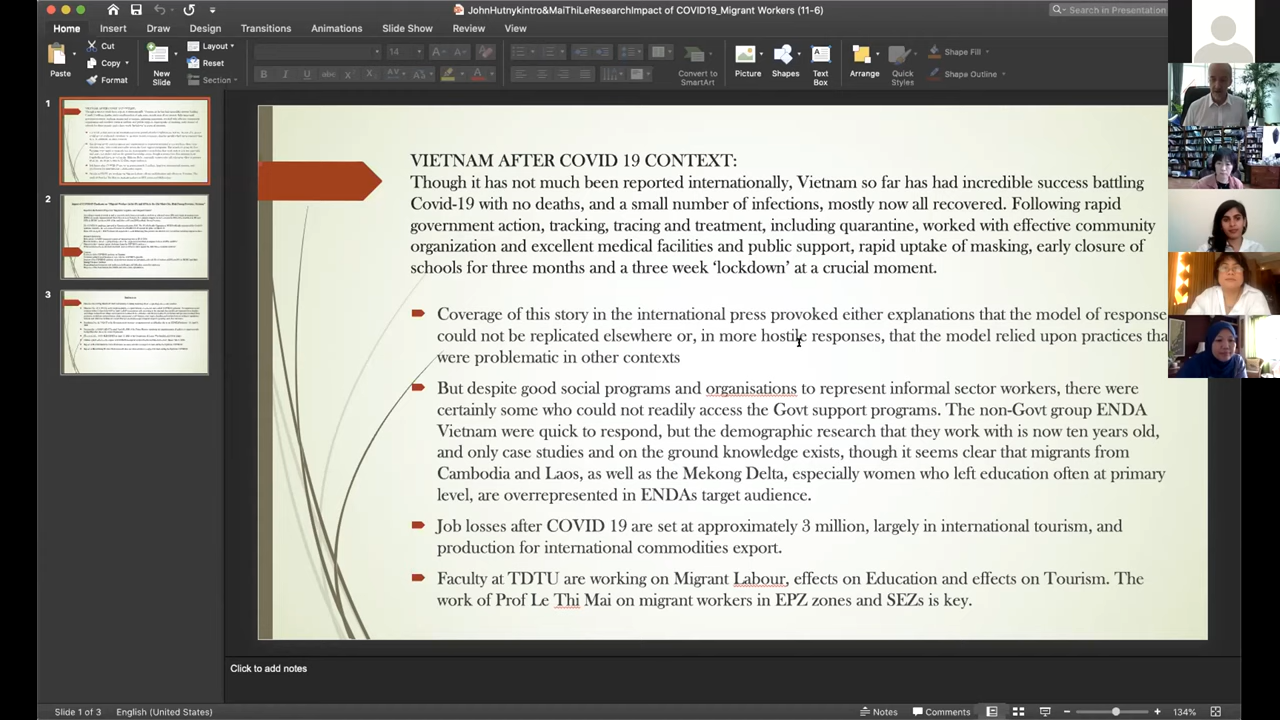 JohnHutnykintro&MaiThiLeResearchImpact of COVID19_Migrant Workers (11-6)
Search in Presentation
Home Insert Draw Design Transitions Animations Slide Show Review View
Paste
Cut
Copy
Format
New Slide
Layout
Reset
Section
14
Convert to SmartArt
Picture
Shapes
Text Box
Arrange
Quick Styles
Shape Fill
Shape Outline
1
2
3
VIETNAM AFTER COVID 19 CONTEXT:
Though it has not much been reported internationally, Vietnam so far has had incredible success battling
Covid-19 with no deaths and a small number of infections, mostly now all recovered. Following rapid
government action on tracing, testing and treatment, mass quarantine, worked on effective community
organization and mobilized medical facilities and public opinion. Rapid uptake of masking, early closure of
schools for three months and a three week 'lockdown' at a crucial moment.
Coverage of this success in the international press provoked either explanations that the model of response
could not be replicated elsewhere or, in more hostile responses, that the model relied upon practices tha
were problematic in other contexts
But despite good social programs and organisations to represent informal sector workers, there were
certainly some who could not readily access the Govt support programs. The non-Govt group ENDA
Vietnam were quick to respond, but the demographic research that they work with is now ten years old,
and only case studies and on the ground knowledge exists, though it seems clear that migrants from
Cambodia and Laos, as well as the Mekong Delta, especially women who left education often at primary
level, are overrepresented in ENDAs target audience.
Job losses after COVID 19 are set at approximately 3 million, largely in international tourism, and
production for international commodities export.
Faculty at TDTU are working on Migrant Labour, effects on Education and effects on Tourism. The
work of Prof Le Thi Mai on migrant workers in EPZ zones and SEZs is key.
Click to add notes
Slide 1 of 3 English (United States) Notes Comments 134%